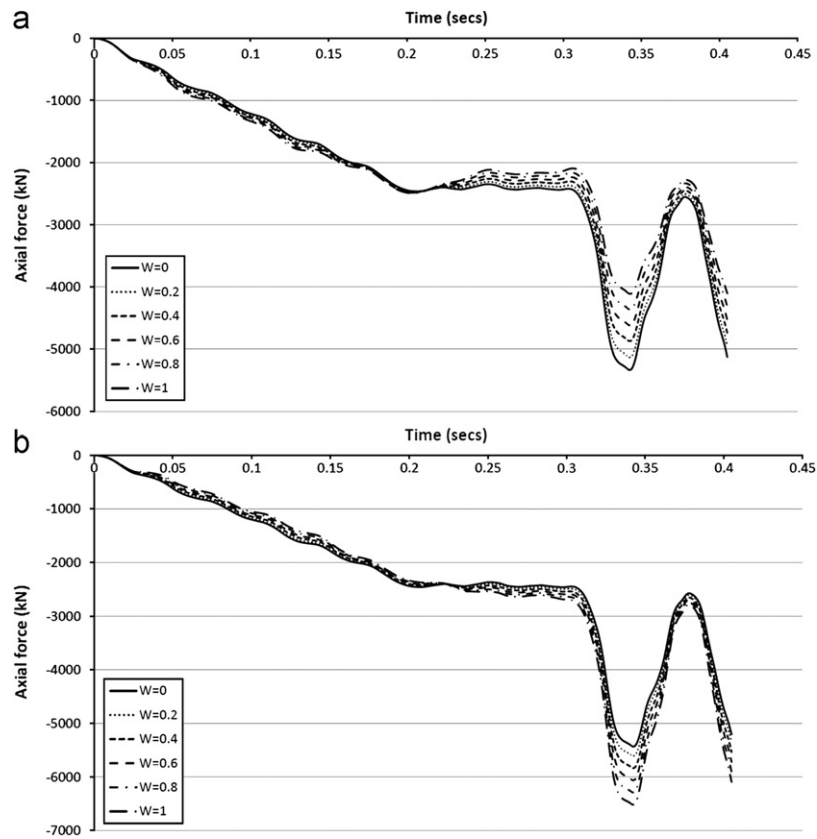 a
Time (secs)
0 0.05 0.1 0.15 0.2 0.25 0.3 0.35 0.4 0.45
0
-1000
-2000
-3000
-4000
-5000
-6000
Axial force (kN)
W=0
W=0.2
W=0.4
W=0.6
W=0.8
W=1
b
Time (secs)
0 0.05 0.1 0.15 0.2 0.25 0.3 0.35 0.4 0.45
0
-1000
-2000
-3000
-4000
-5000
-6000
-7000
Axial force (kN)
W=0
W=0.2
W=0.4
W=0.6
W=0.8
W=1